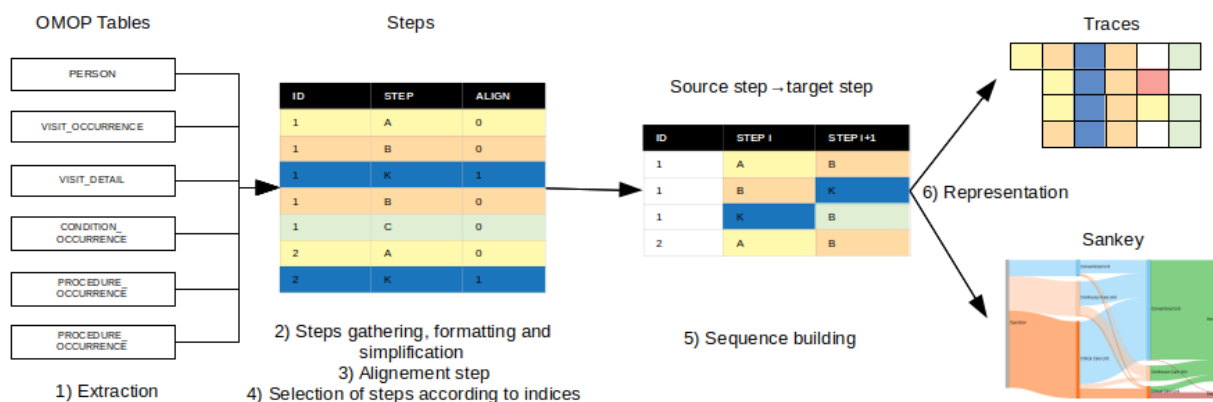 OMOP Tables
PERSON
VISIT_OCCURRENCE
VISIT_DETAIL
CONDITION_
OCCURRENCE
PROCEDURE_
OCCURRENCE
PROCEDURE_
OCCURRENCE
1) Extraction
Steps
ID STEP ALIGN
1 A 0
1 B 0
1 K 1
1 B 0
1 C 0
2 A 0
2 K 1
2) Steps gathering, formatting and
simplification
3) Alignement step
4) Selection of steps according to indices
Source step→target step
ID STEP I STEP I+1
1 A B
1 B K
1 K B
2 A B
5) Sequence building
6) Representation
Traces
Sankey